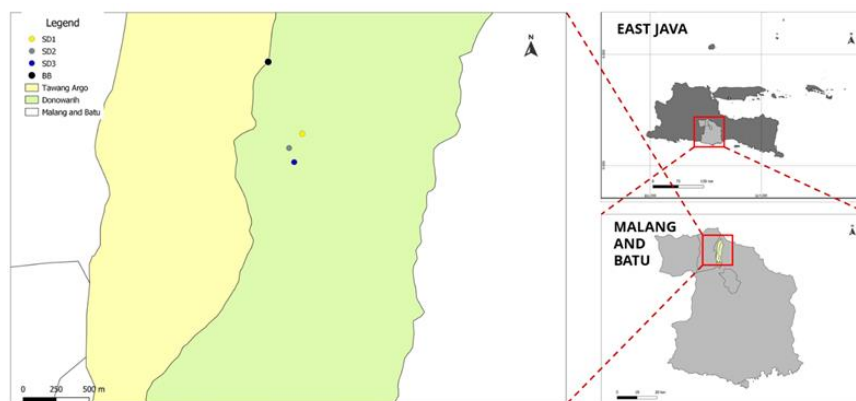 Legend
SD1
SD2
SD3
BB
Tawang Argo
Donowarih
Malang and Batu
N
0 250 500 m
EAST JAVA
MALANG
AND
BATU